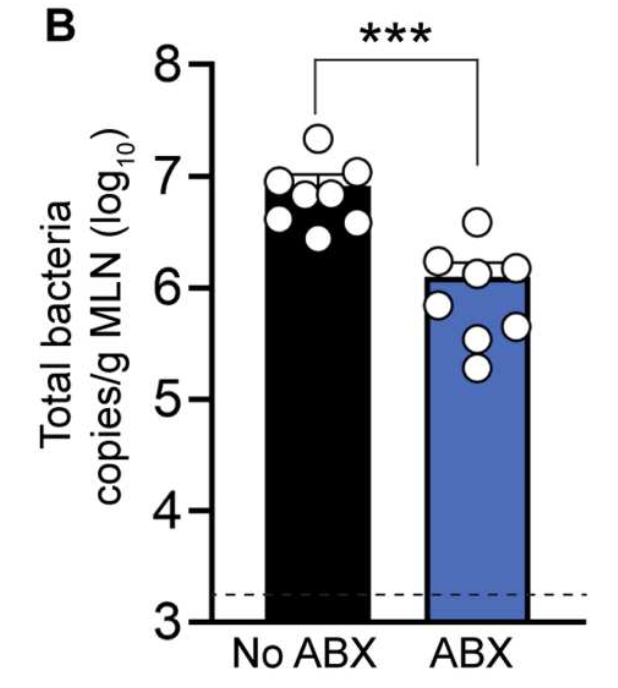 B
***
8
7
6
5
4
3
Total bacteria
copies/g MLN (log₁₀)
No ABX
ABX